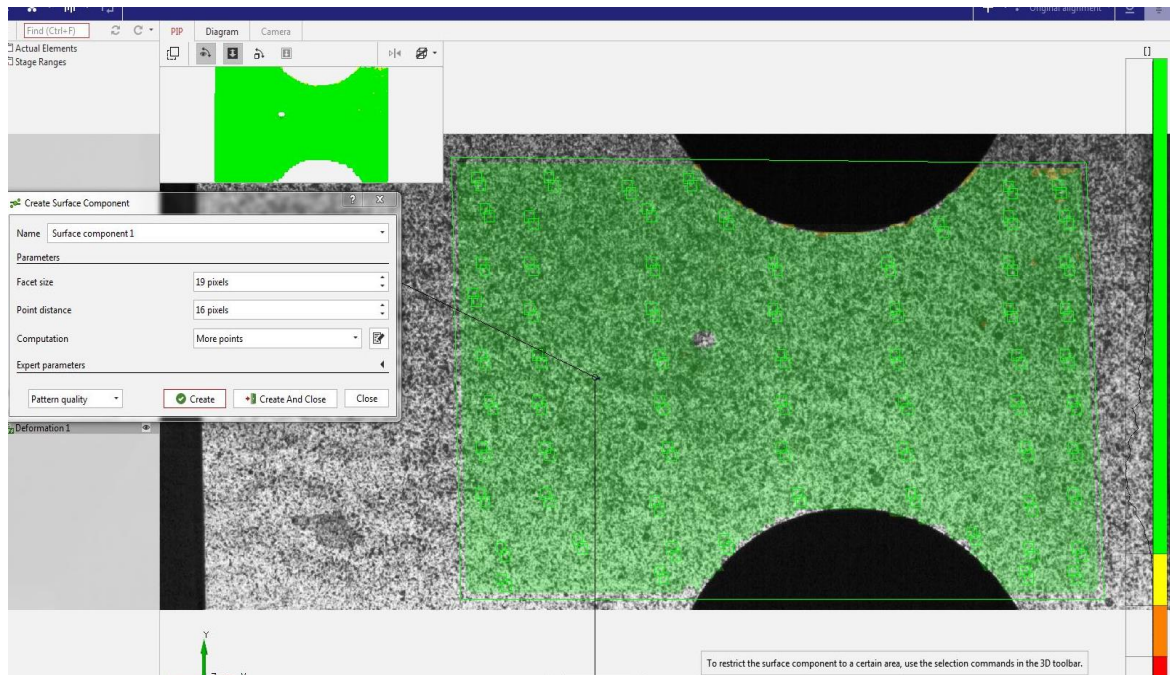 Original alignment
Find (Ctrl+F)
PIP Diagram Camera
Actual Elements
Stage Ranges
[]
Create Surface Component
? X
Name Surface component 1
Parameters
Facet size 19 pixels
Point distance 16 pixels
Computation More points
Expert parameters
Pattern quality Create Create And Close Close
Deformation 1
Y
To restrict the surface component to a certain area, use the selection commands in the 3D toolbar.